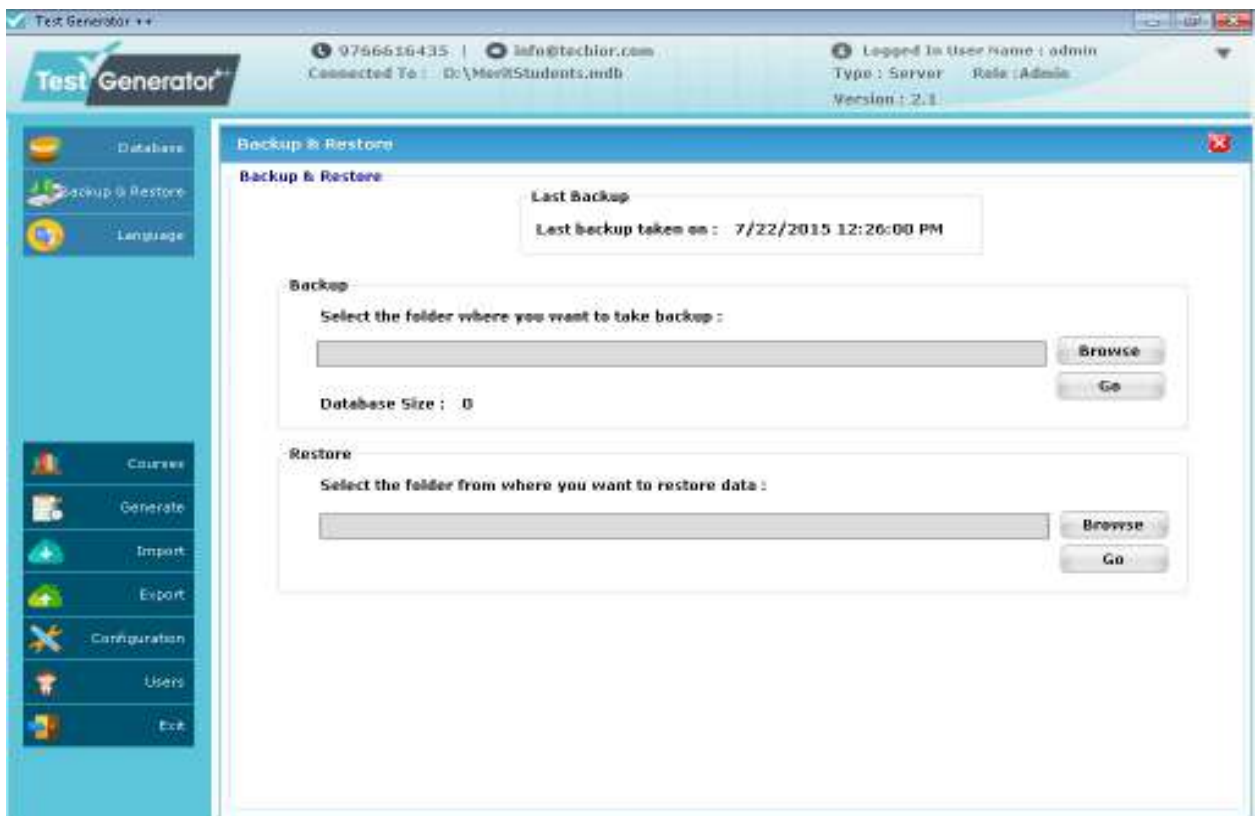 Test Generator ++
Test Generator++
9766616435 | info@techior.com
Connected To : D:\MeritStudents.mdb
Logged In User Name : admin
Type : Server Role :Admin
Version : 2.1
Database
Backup & Restore
Language
Courses
Generate
Import
Export
Configuration
Users
Exit
Backup & Restore
Backup & Restore
Last Backup
Last backup taken on : 7/22/2015 12:26:00 PM
Backup
Select the folder where you want to take backup :
Browse
Go
Database Size : 0
Restore
Select the folder from where you want to restore data :
Browse
Go